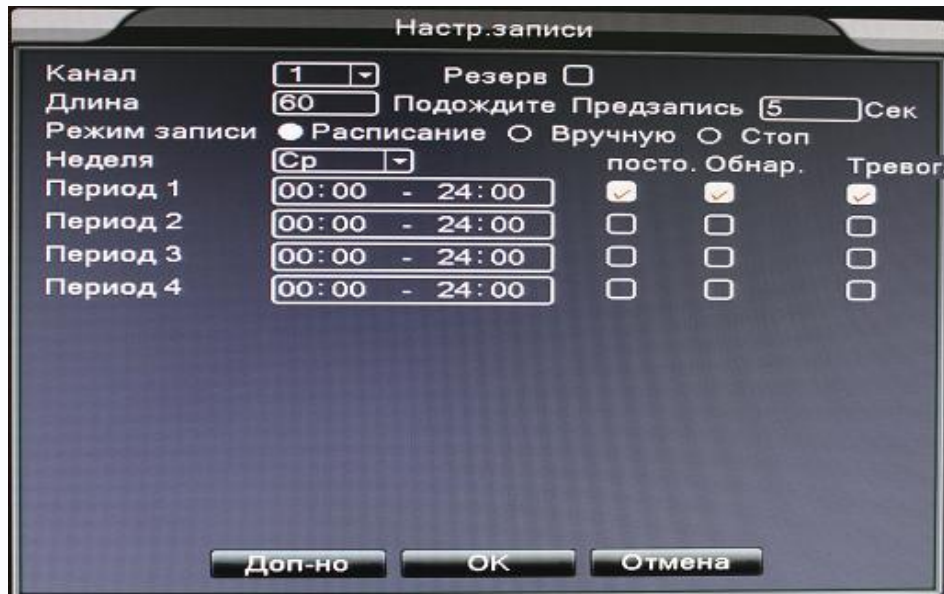 Настр.записи
Канал 1 Резерв
Длина 60 Подождите Предзапись 5 Сек
Режим записи Расписание Вручную Стоп
Неделя Ср посто. Обнар. Тревог.
Период 1 00:00 - 24:00
Период 2 00:00 - 24:00
Период 3 00:00 - 24:00
Период 4 00:00 - 24:00
Доп-но OK Отмена